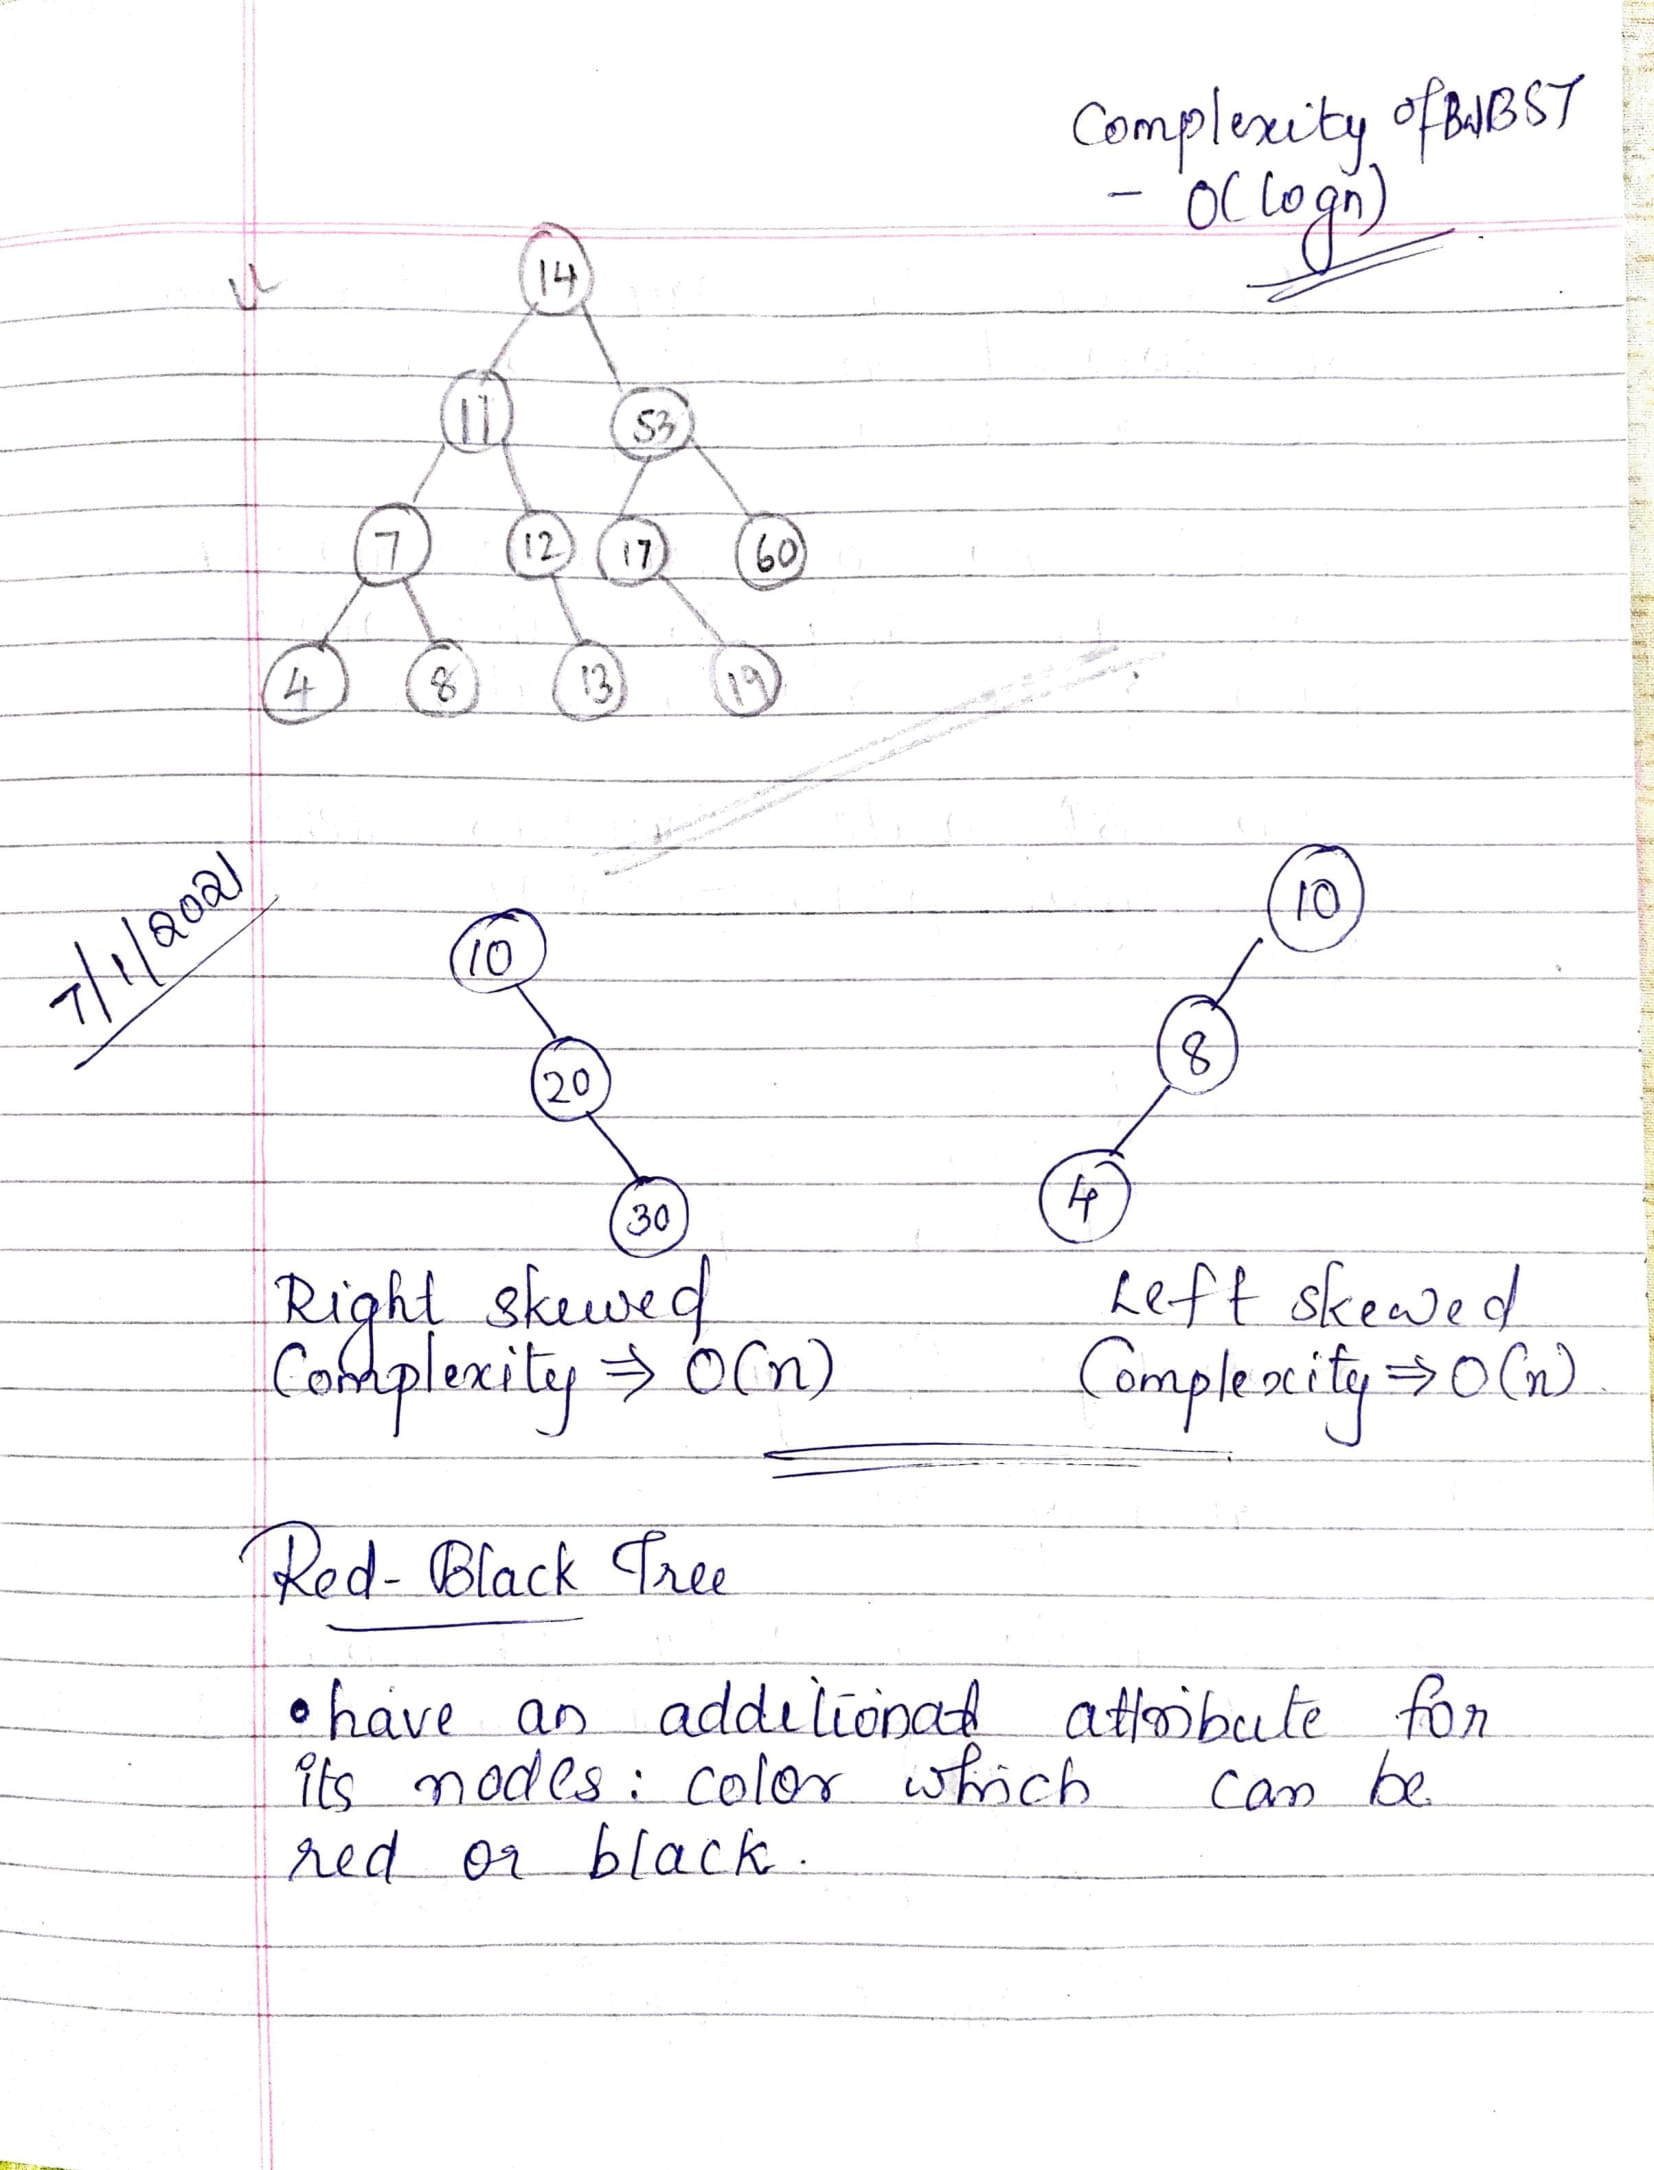 Complexity of BWBST
- O(logn)
14
11 53
7 12 17 60
4 8 13 19
7/1/2021
10 10
20 8
30 4
Right skewed Left skewed
Complexity ⇒ O(n) Complexity ⇒ O(n).
Red-Black Tree
• have an additional attribute for
its nodes: color which can be
red or black.